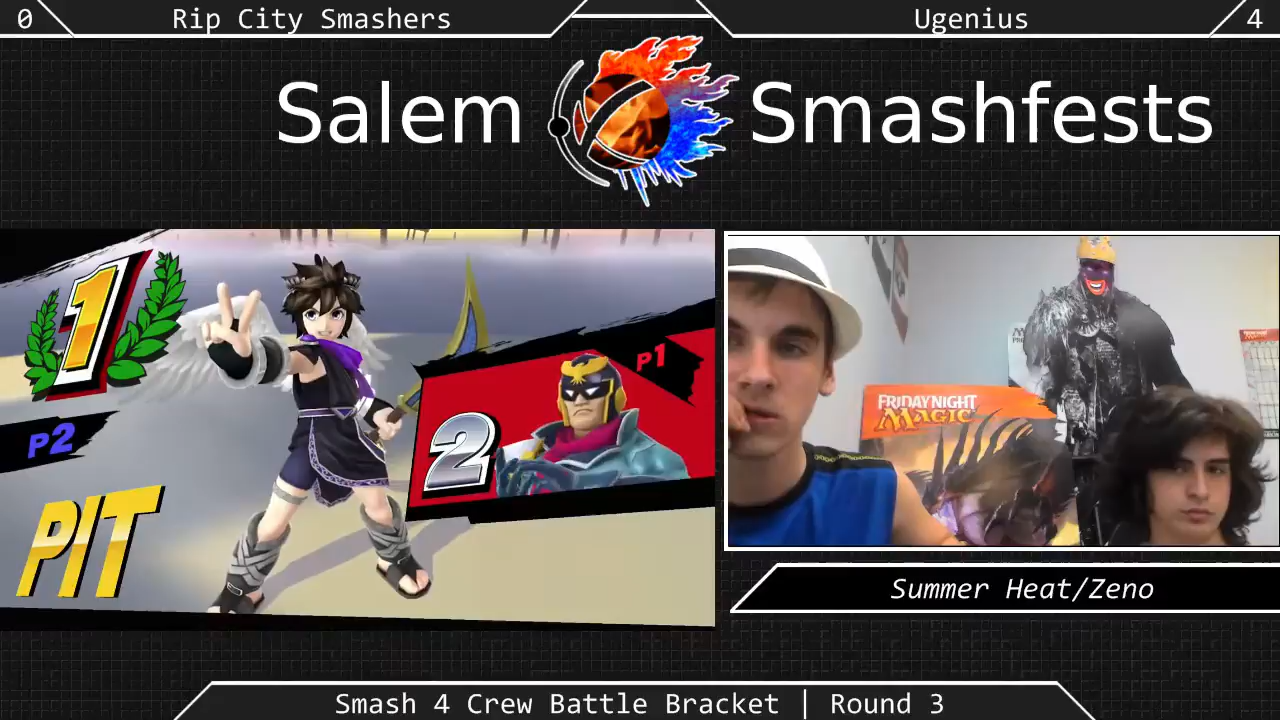 0 Rip City Smashers Ugenius 4
Salem Smashfests
1
P2
PIT
P1
2
FRIDAY NIGHT
MAGIC
Summer Heat/Zeno
Smash 4 Crew Battle Bracket | Round 3